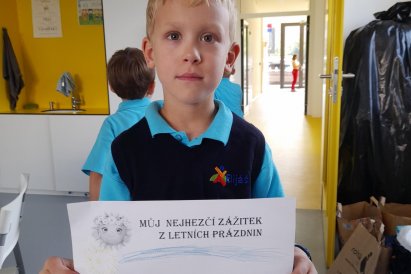 MŮJ NEJHEZČÍ ZÁŽITEK
Z LETNÍCH PRÁZDNIN